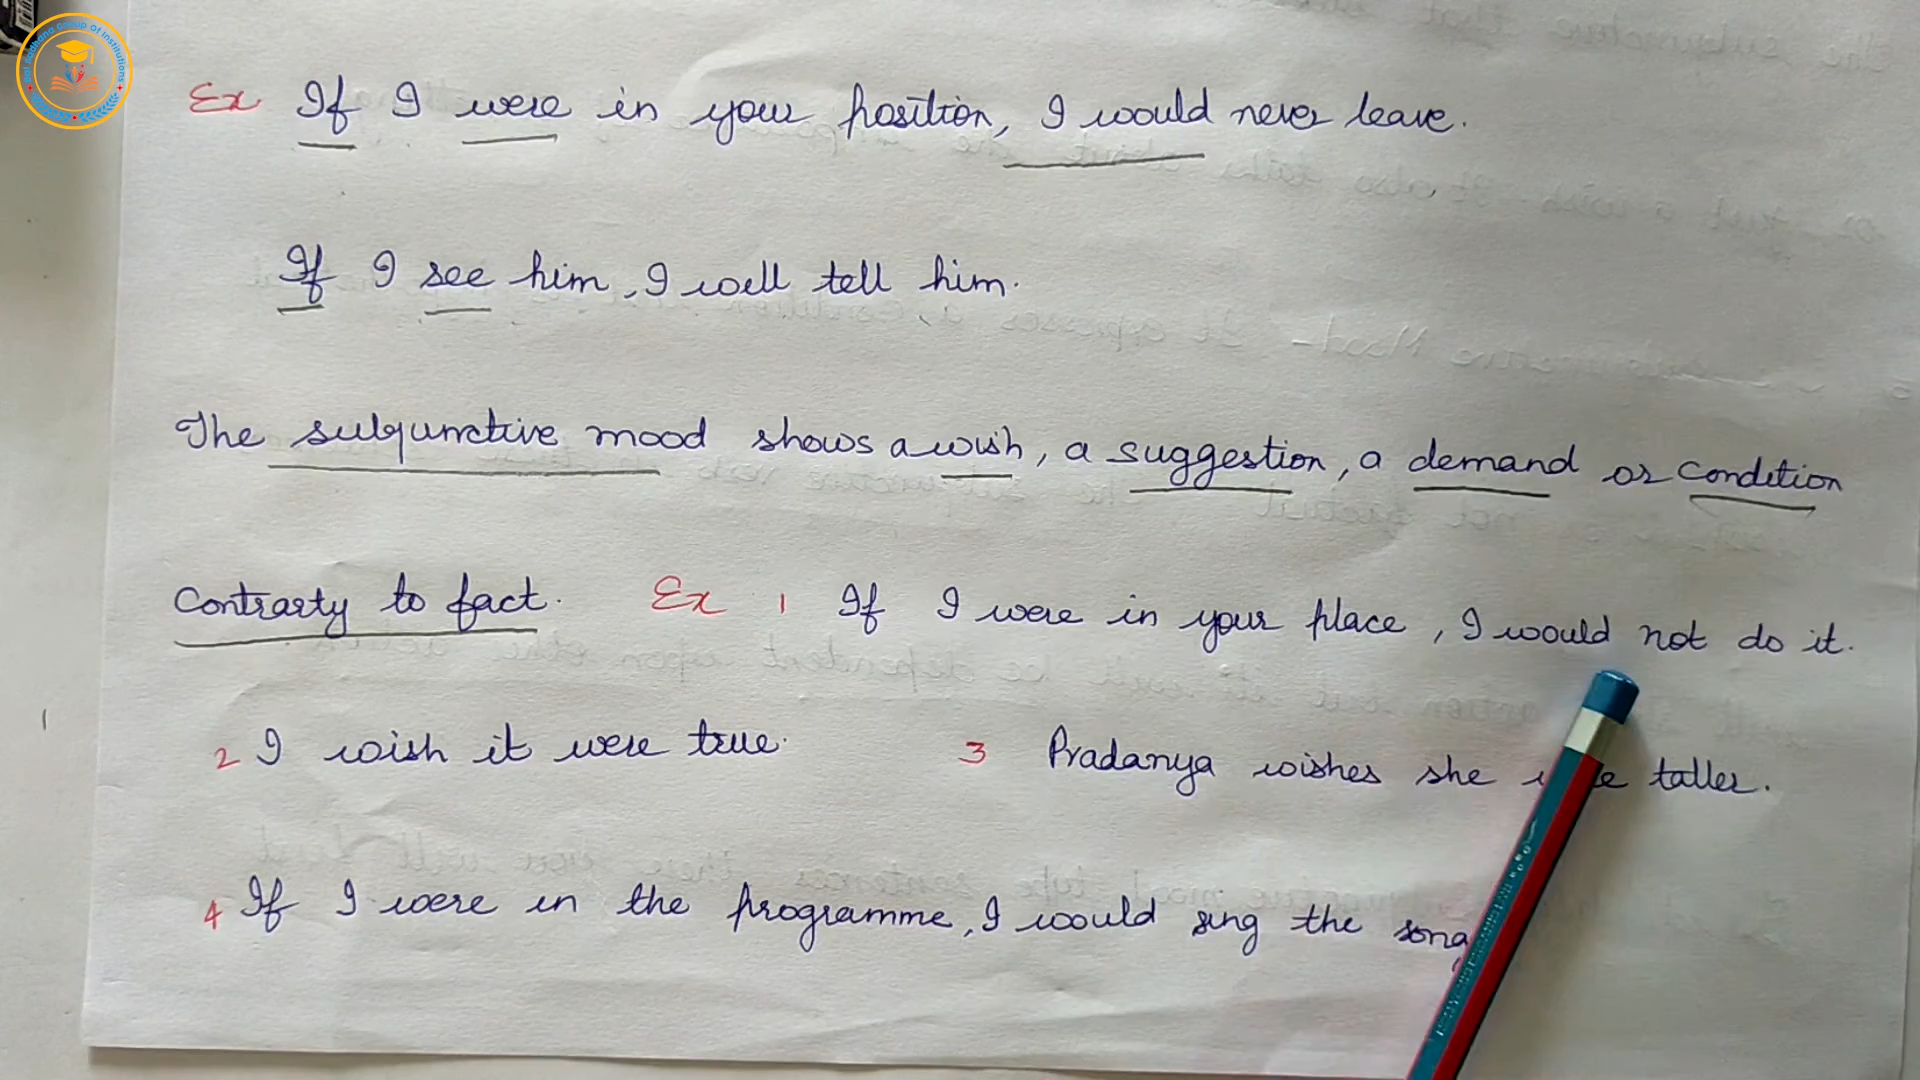 Ex If I were in your position, I would never leave.
If I see him, I will tell him.
The subjunctive mood shows a wish, a suggestion, a demand or condition
contrarty to fact. Ex 1 If I were in your place, I would not do it.
2 I wish it were true. 3 Pradanya wishes she taller.
4 If I were in the programme, I would sing the song